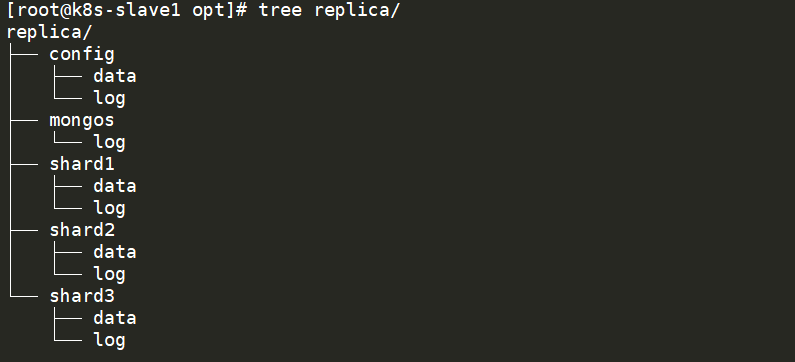 [root@k8s-slave1 opt]# tree replica/
replica/
├── config
│   ├── data
│   └── log
├── mongos
│   └── log
├── shard1
│   ├── data
│   └── log
├── shard2
│   ├── data
│   └── log
└── shard3
    ├── data
    └── log